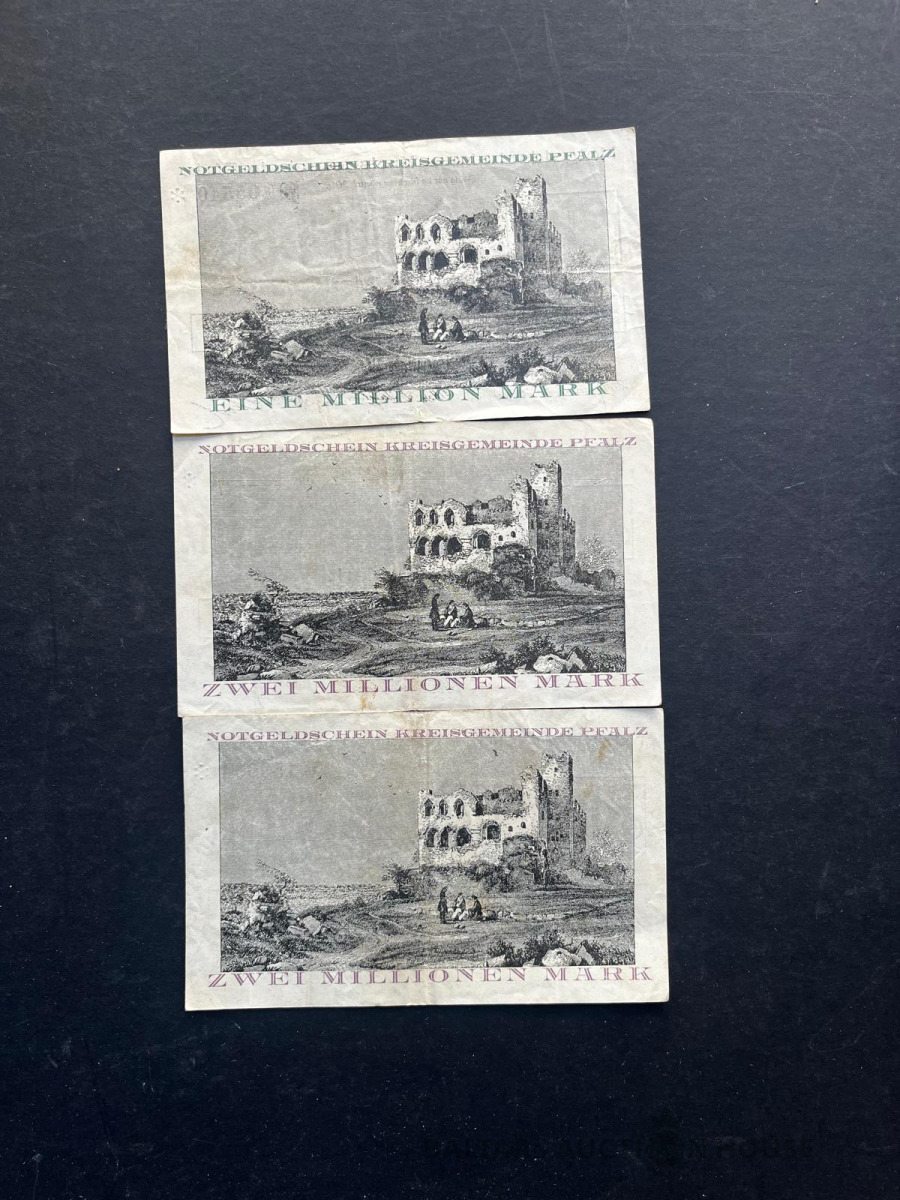 NOTGELDSCHEIN KREISGEMEINDE PFALZ
EINE MILLION MARK
NOTGELDSCHEIN KREISGEMEINDE PFALZ
ZWEI MILLIONEN MARK
NOTGELDSCHEIN KREISGEMEINDE PFALZ
ZWEI MILLIONEN MARK